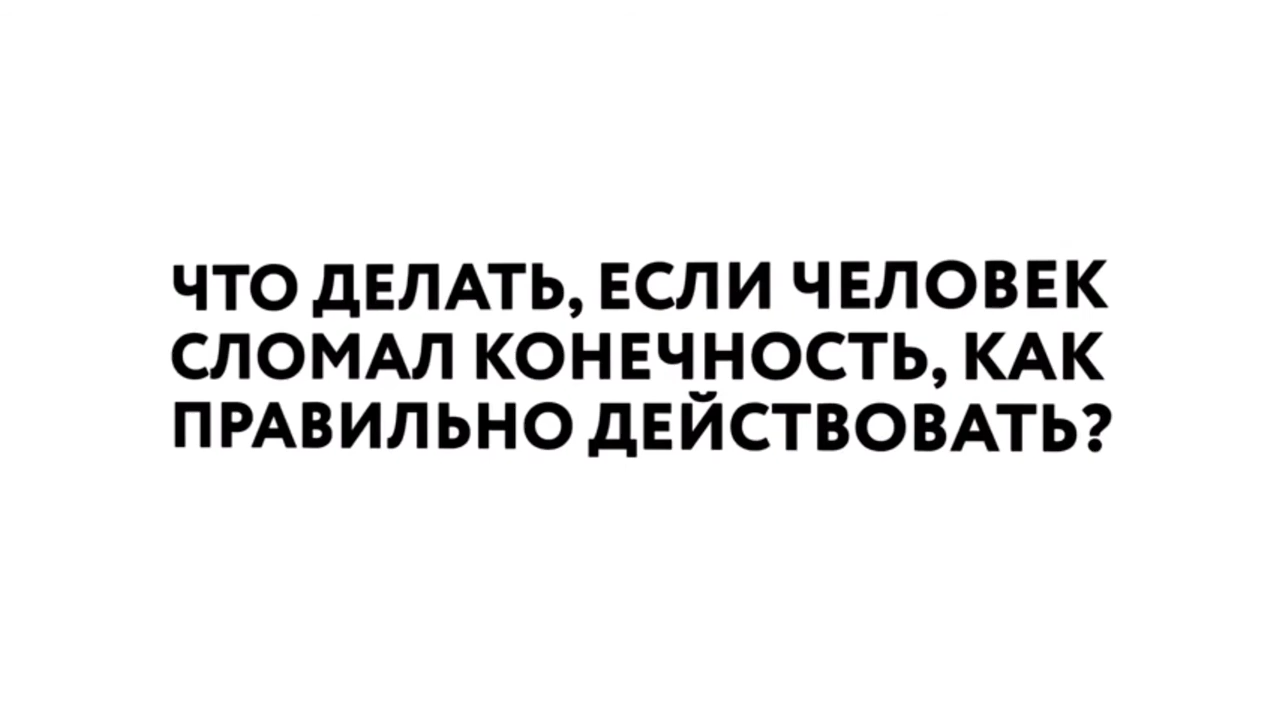 ЧТО ДЕЛАТЬ, ЕСЛИ ЧЕЛОВЕК
СЛОМАЛ КОНЕЧНОСТЬ, КАК
ПРАВИЛЬНО ДЕЙСТВОВАТЬ?